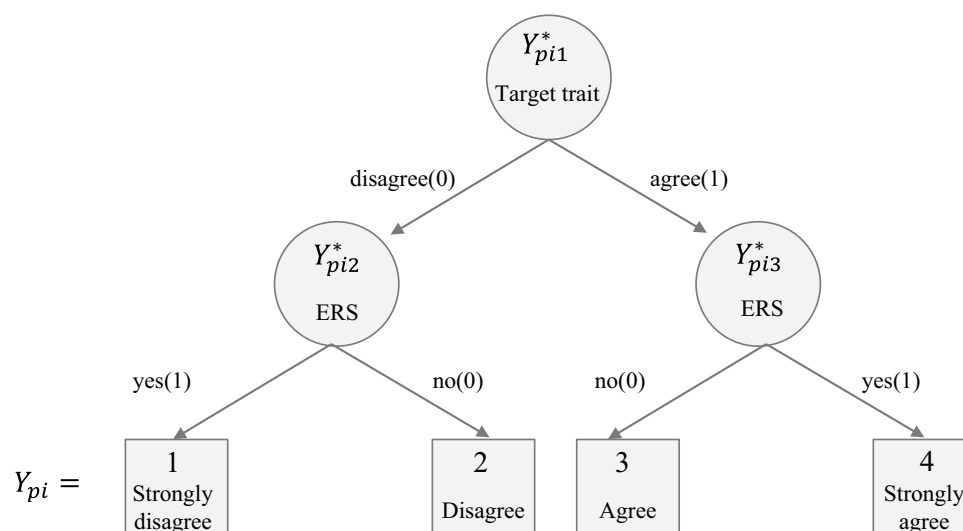 Y*pi1
Target trait
disagree(0) agree(1)
Y*pi2 Y*pi3
ERS ERS
yes(1) no(0) no(0) yes(1)
Ypi = 1 2 3 4
Strongly Strongly
disagree Disagree Agree agree